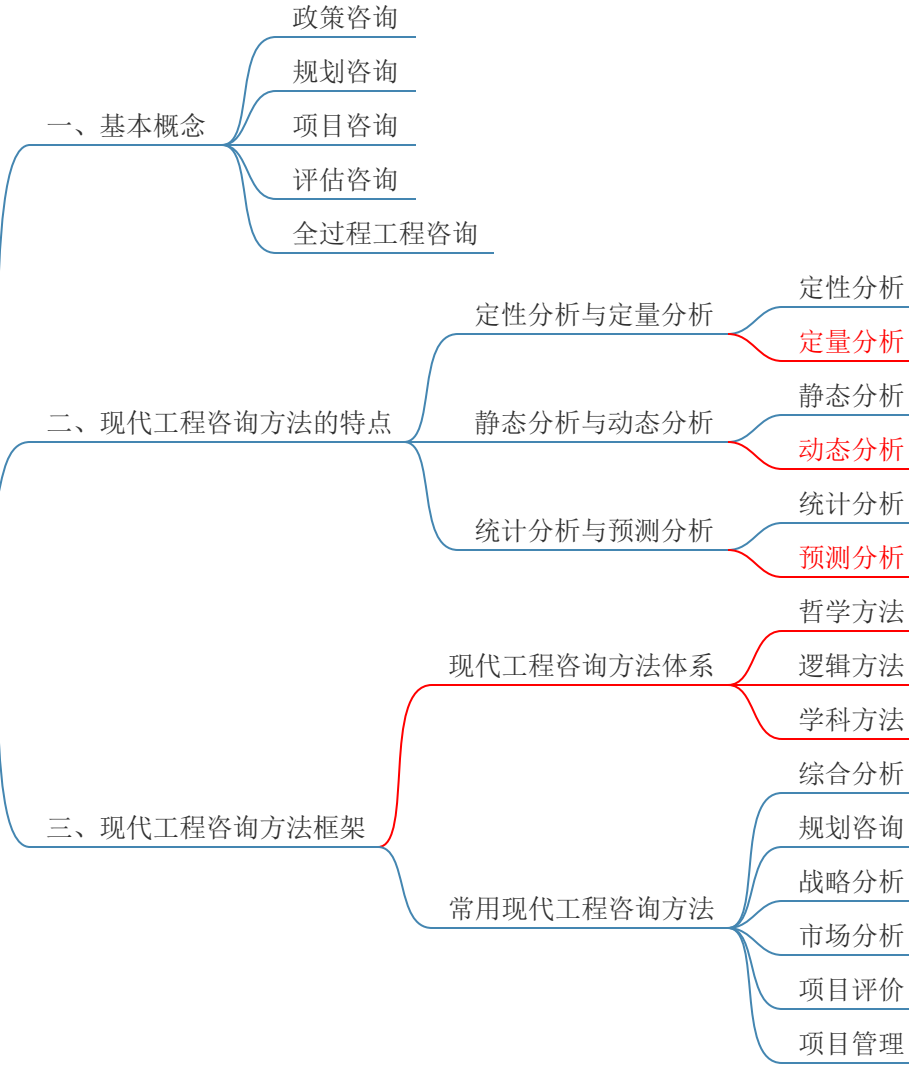 一、基本概念
政策咨询
规划咨询
项目咨询
评估咨询
全过程工程咨询
二、现代工程咨询方法的特点
定性分析与定量分析
定性分析
定量分析
静态分析与动态分析
静态分析
动态分析
统计分析与预测分析
统计分析
预测分析
三、现代工程咨询方法框架
现代工程咨询方法体系
哲学方法
逻辑方法
学科方法
常用现代工程咨询方法
综合分析
规划咨询
战略分析
市场分析
项目评价
项目管理